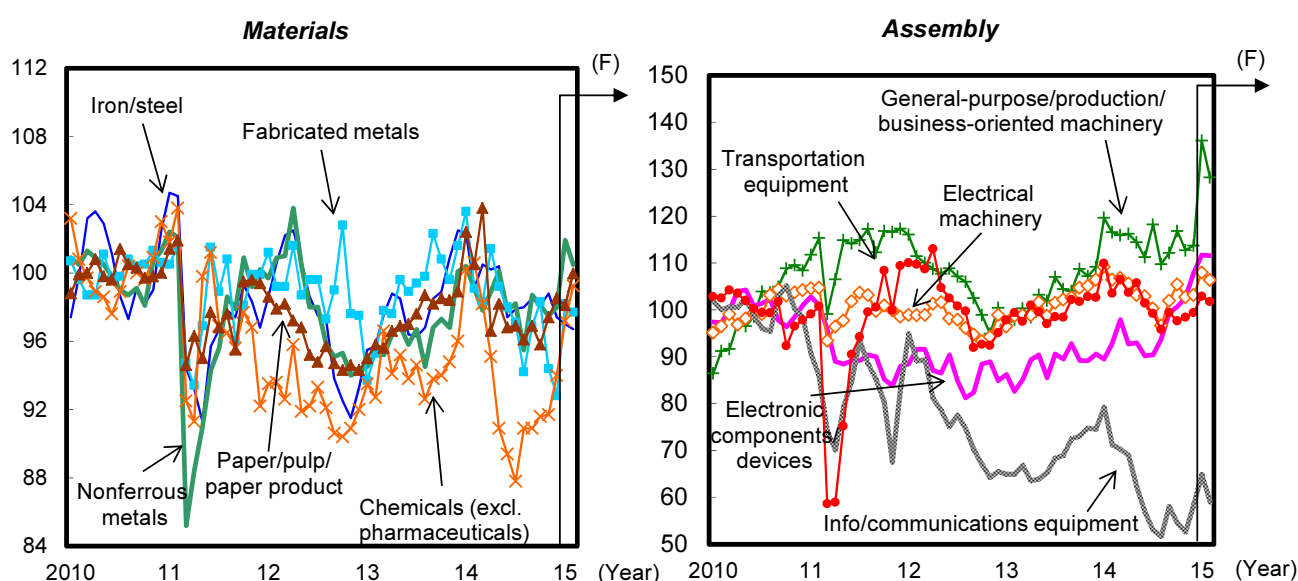 Materials
(F)
112
108
104
100
96
92
88
84
Iron/steel
Fabricated metals
Nonferrous
metals
Paper/pulp/
paper product
Chemicals (excl.
pharmaceuticals)
2010 11 12 13 14 15 (Year)
Assembly
(F)
150
140
130
120
110
100
90
80
70
60
50
General-purpose/production/
business-oriented machinery
Transportation
equipment
Electrical
machinery
Electronic
components/
devices
Info/communications equipment
2010 11 12 13 14 15 (Year)